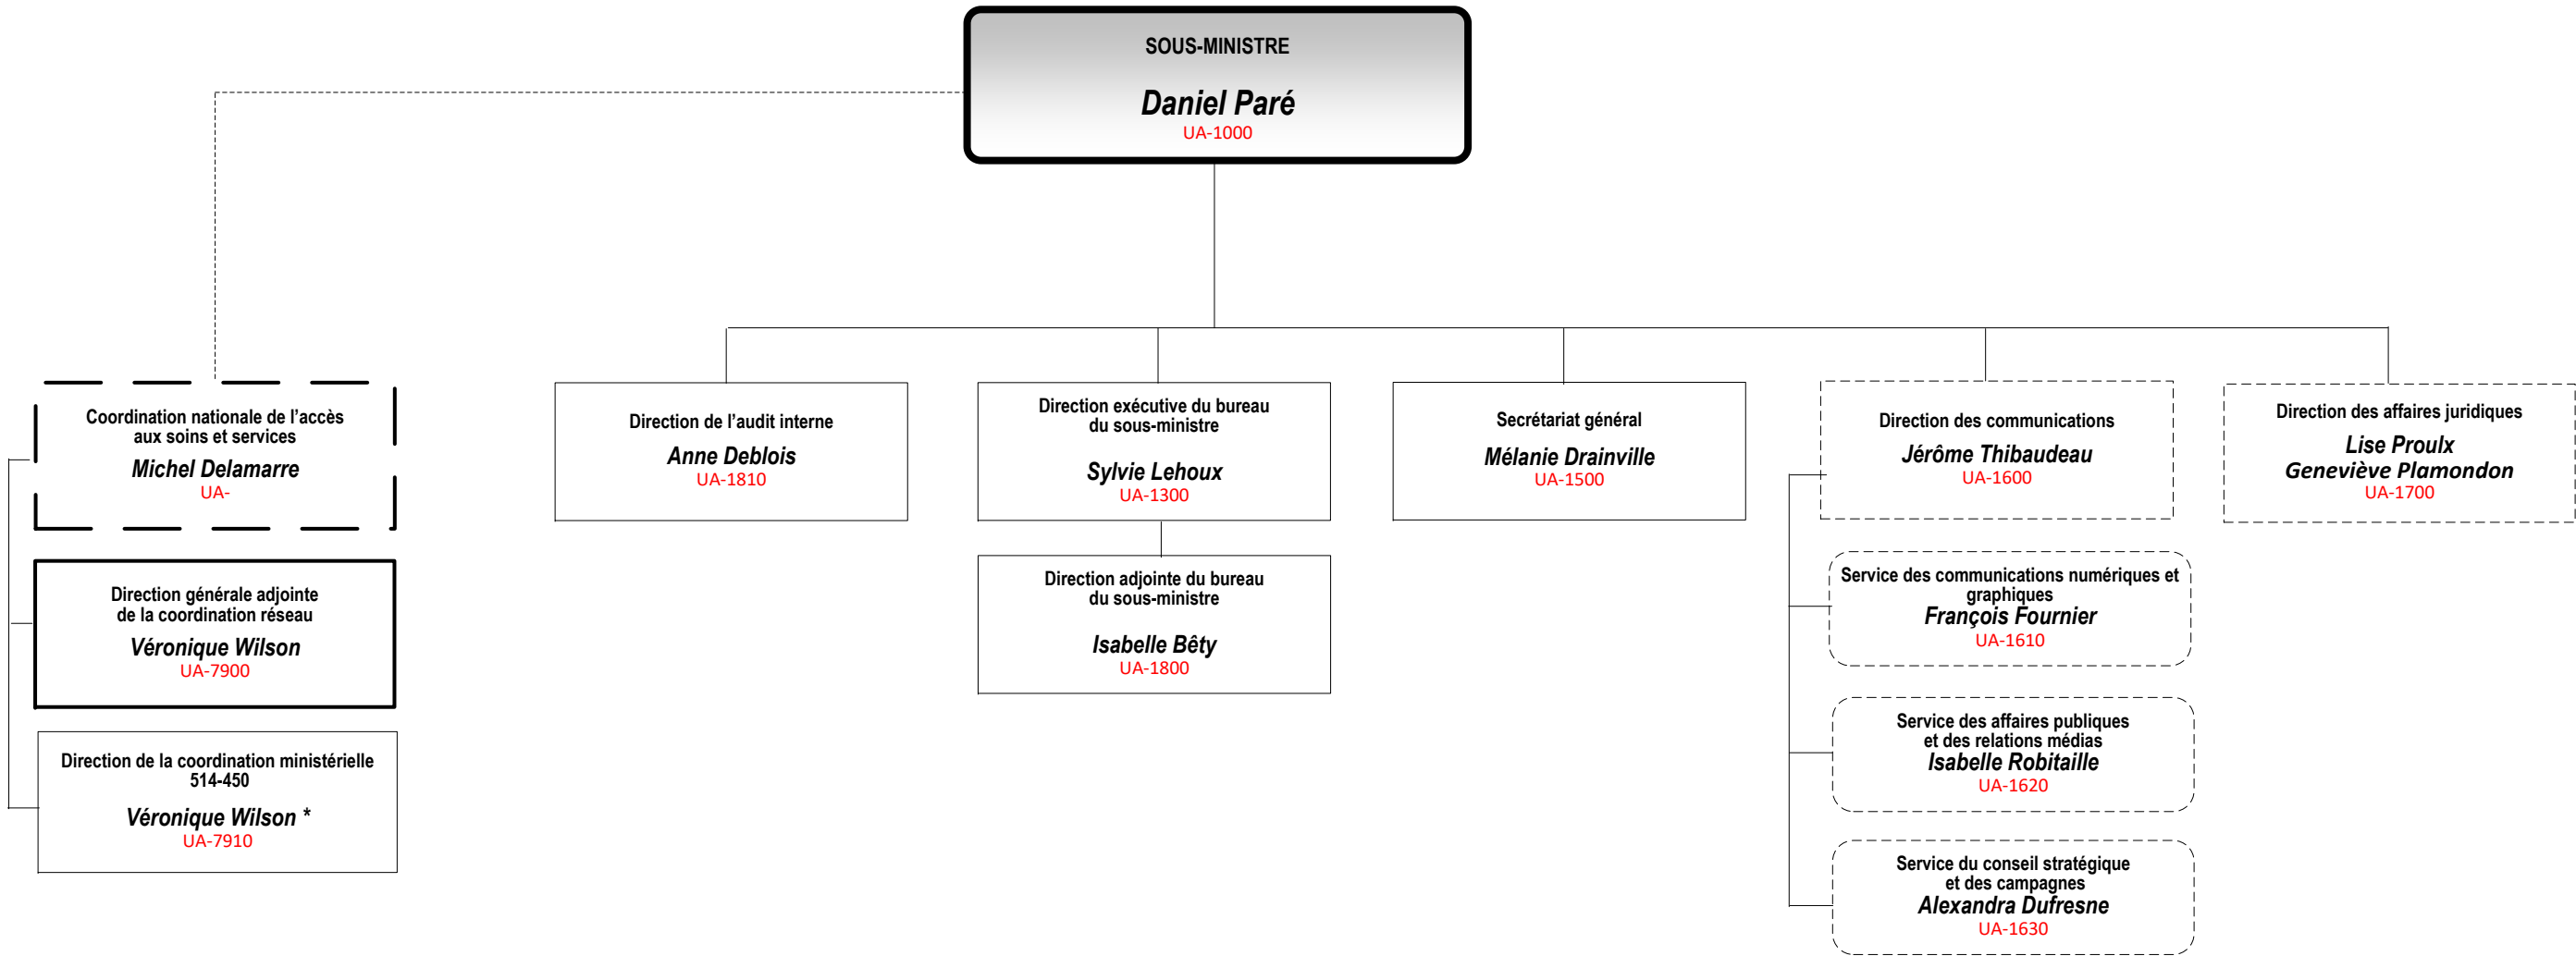 SOUS-MINISTRE
Daniel Paré
UA-1000
Coordination nationale de l’accès
aux soins et services
Michel Delamarre
UA-
Direction générale adjointe
de la coordination réseau
Véronique Wilson
UA-7900
Direction de la coordination ministérielle
514-450
Véronique Wilson *
UA-7910
Direction de l’audit interne
Anne Deblois
UA-1810
Direction exécutive du bureau
du sous-ministre
Sylvie Lehoux
UA-1300
Direction adjointe du bureau
du sous-ministre
Isabelle Bêty
UA-1800
Secrétariat général
Mélanie Drainville
UA-1500
Direction des communications
Jérôme Thibaudeau
UA-1600
Service des communications numériques et
graphiques
François Fournier
UA-1610
Service des affaires publiques
et des relations médias
Isabelle Robitaille
UA-1620
Service du conseil stratégique
et des campagnes
Alexandra Dufresne
UA-1630
Direction des affaires juridiques
Lise Proulx
Geneviève Plamondon
UA-1700